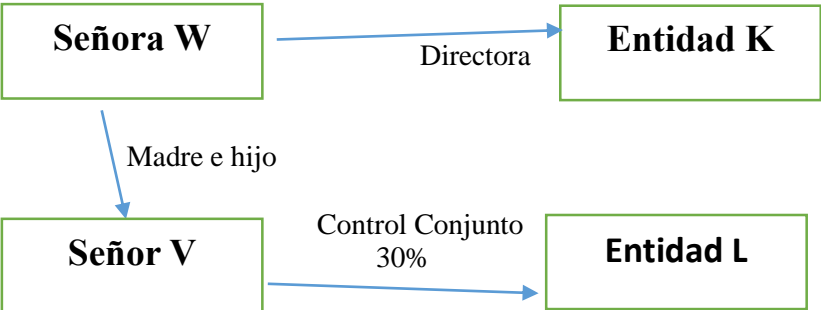 Señora W
Directora
Entidad K
Madre e hijo
Señor V
Control Conjunto
30%
Entidad L